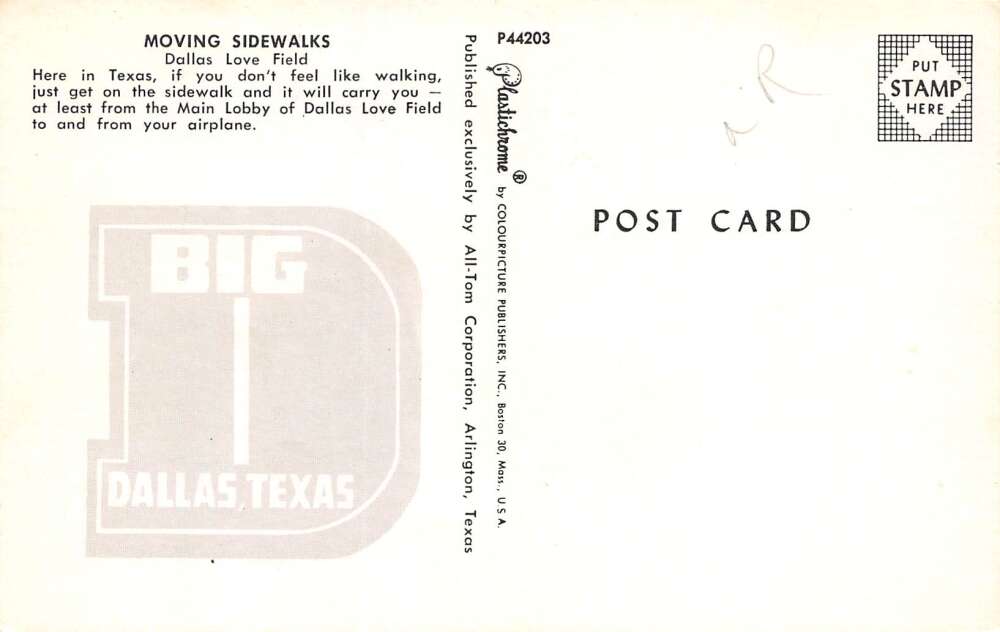 MOVING SIDEWALKS
Dallas Love Field
Here in Texas, if you don't feel like walking,
just get on the sidewalk and it will carry you —
at least from the Main Lobby of Dallas Love Field
to and from your airplane.
BIG
D
DALLAS, TEXAS
Published exclusively by All-Tom Corporation, Arlington, Texas
P44203
Plastichrome ® by COLOURPICTURE PUBLISHERS, INC., Boston 30, Mass., U S A.
a R
PUT
STAMP
HERE
POST CARD